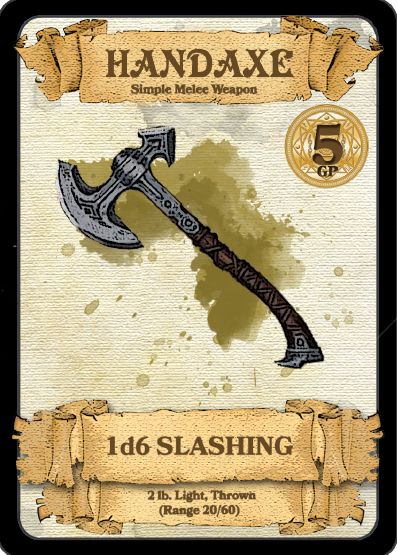 HANDAXE
Simple Melee Weapon
5
GP
1d6 SLASHING
2 lb. Light, Thrown
(Range 20/60)